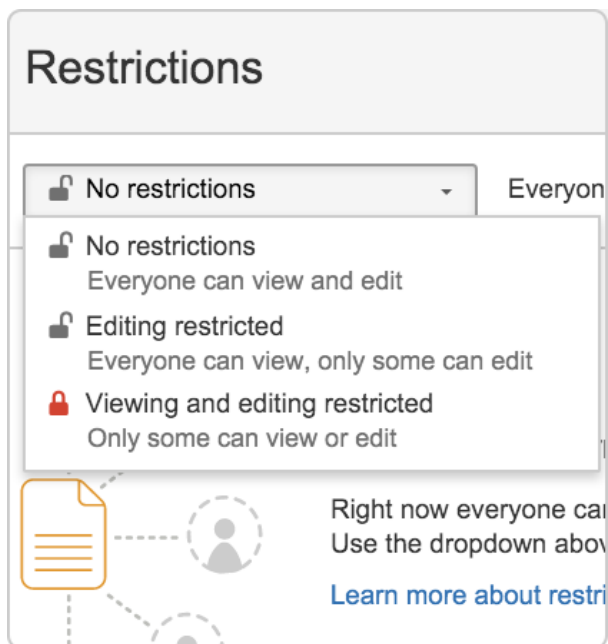 Restrictions
No restrictions
Everyon
No restrictions
Everyone can view and edit
Editing restricted
Everyone can view, only some can edit
Viewing and editing restricted
Only some can view or edit
Right now everyone ca
Use the dropdown abov
Learn more about restri